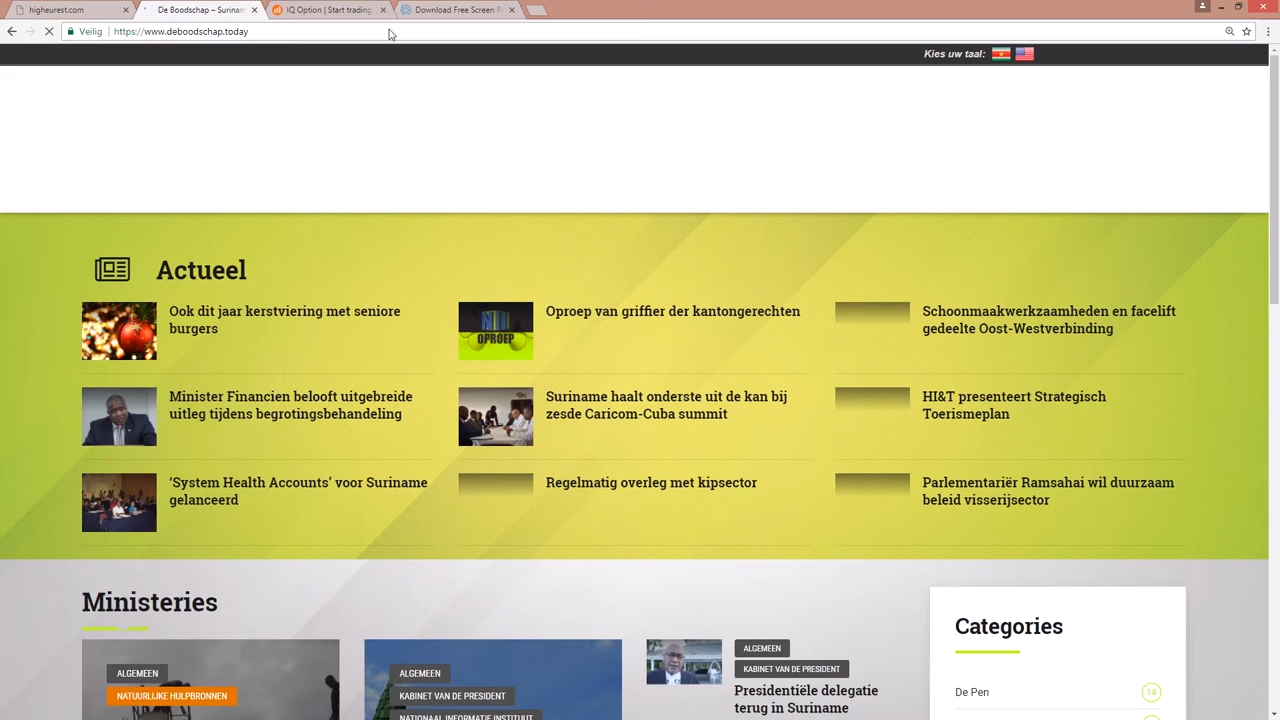 higheurest.com
De Boodschap – Surinam
IQ Option | Start trading
Download Free Screen R
Veilig
https://www.deboodschap.today
Kies uw taal:
Actueel
Ook dit jaar kerstviering met seniore
burgers
Oproep van griffier der kantongerechten
OPROEP
Schoonmaakwerkzaamheden en facelift
gedeelte Oost-Westverbinding
Minister Financien belooft uitgebreide
uitleg tijdens begrotingsbehandeling
Suriname haalt onderste uit de kan bij
zesde Caricom-Cuba summit
HI&T presenteert Strategisch
Toerismeplan
‘System Health Accounts’ voor Suriname
gelanceerd
Regelmatig overleg met kipsector
Parlementariër Ramsahai wil duurzaam
beleid visserijsector
Ministeries
ALGEMEEN
NATUURLIJKE HULPBRONNEN
ALGEMEEN
KABINET VAN DE PRESIDENT
NATIONAAL INFORMATIE INSTITUUT
ALGEMEEN
KABINET VAN DE PRESIDENT
Presidentiële delegatie
terug in Suriname
Categories
De Pen
14